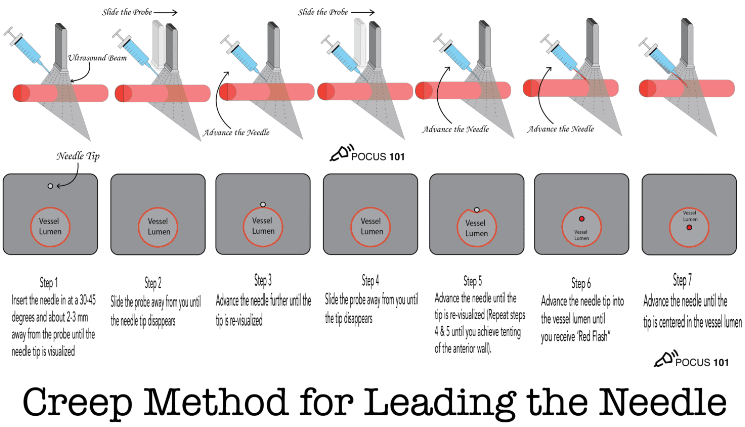 Slide the Probe
Slide the Probe
Ultrasound Beam
Advance the Needle
Advance the Needle
Advance the Needle
POCUS 101
Needle Tip
Vessel
Lumen
Vessel
Lumen
Vessel
Lumen
Vessel
Lumen
Vessel
Lumen
Vessel
Lumen
Vessel
Lumen
Step 1
Insert the needle in at a 30-45
degrees and about 2-3 mm
away from the probe until the
needle tip is visualized
Step 2
Slide the probe away from you until
the needle tip disappears
Step 3
Advance the needle further until the
tip is re-visualized
Step 4
Slide the probe away from you until
the tip disappears
Step 5
Advance the needle until the
tip is re-visualized (Repeat steps
4 & 5 until you achieve tenting
of the anterior wall).
Step 6
Advance the needle tip into
the vessel lumen until
you receive 'Red Flash"
Step 7
Advance the needle until the
tip is centered in the vessel lumen
POCUS 101
Creep Method for Leading the Needle